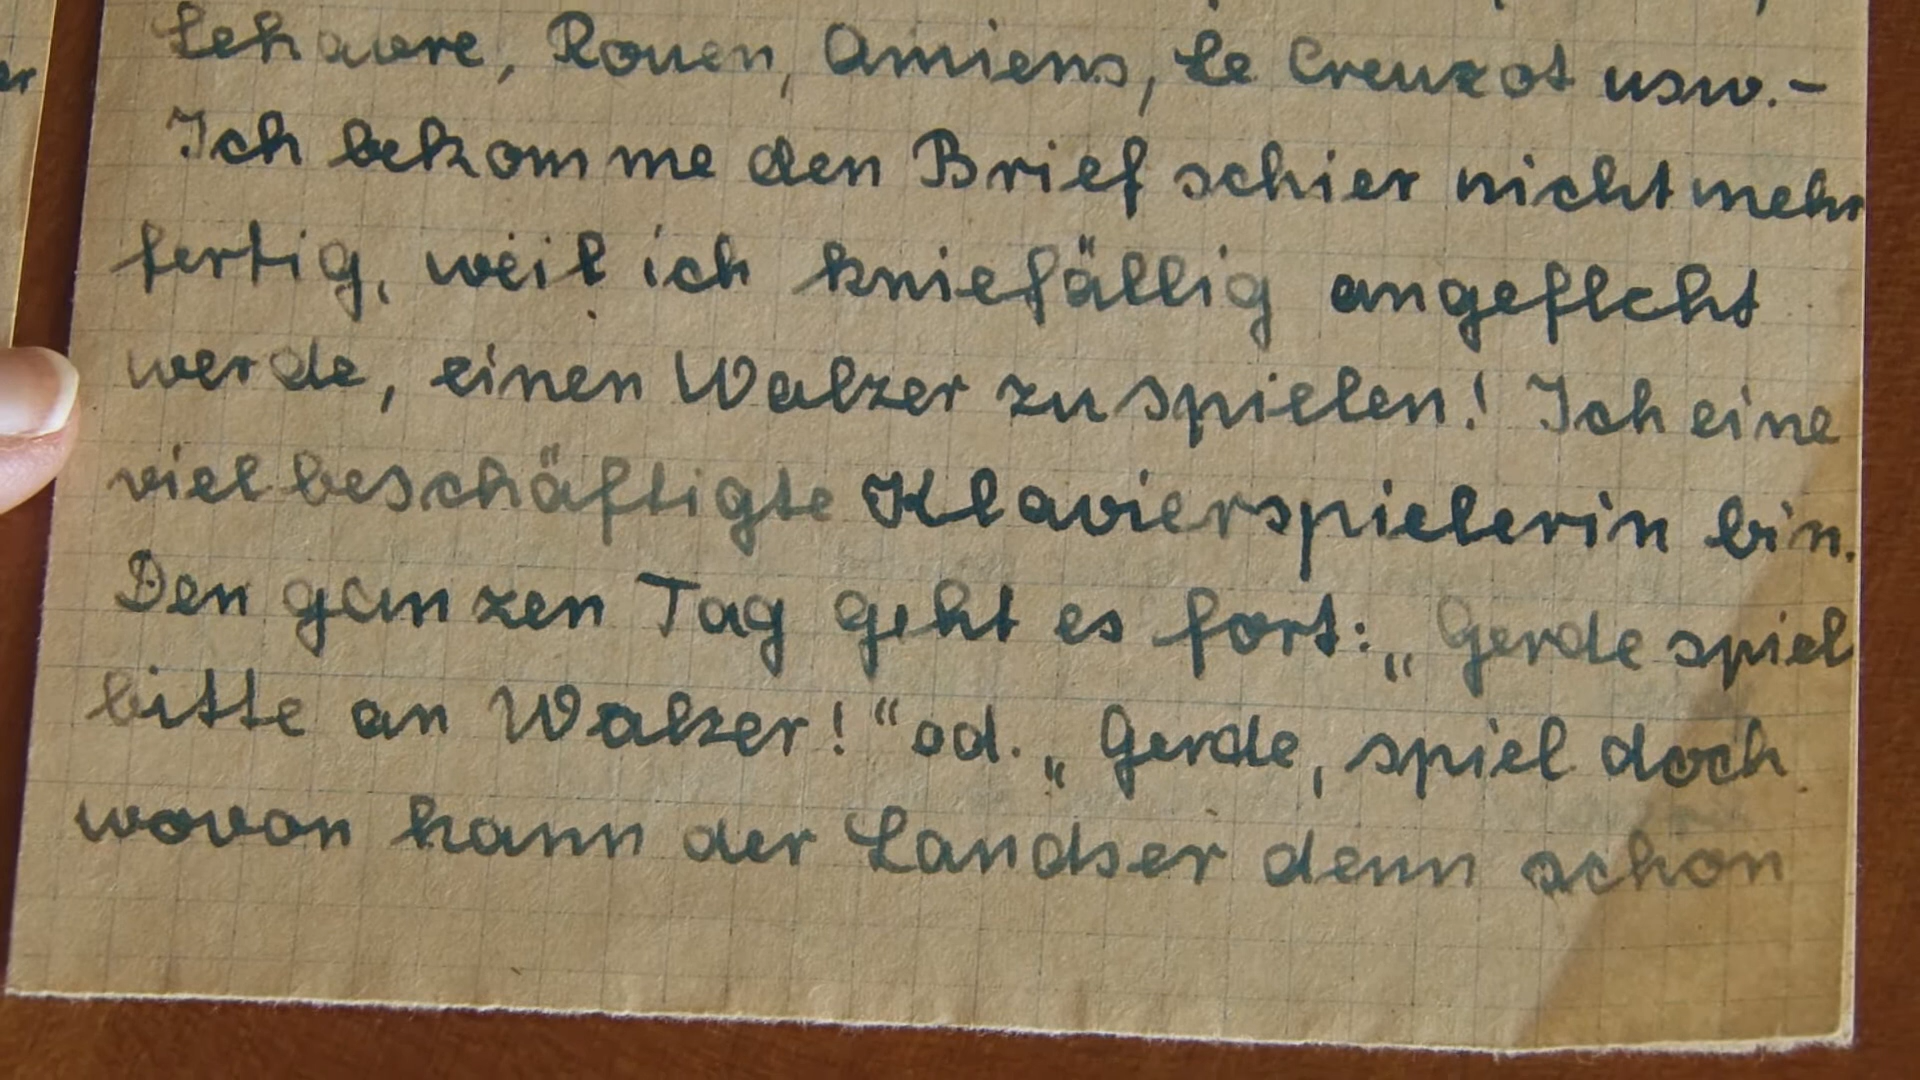 Lehavre, Rouen, Amiens, Le Creuzot usw.-
Ich bekomme den Brief schier nicht mehr
fertig, weil ich kniefällig angefleht
werde, einen Walzer zu spielen! Ich eine
viel beschäftigte Klavierspielerin bin.
Den ganzen Tag geht es fort: „Gerde spiel
bitte an Walzer!“ od. „Gerde, spiel doch
wovon kann der Landser denn schon